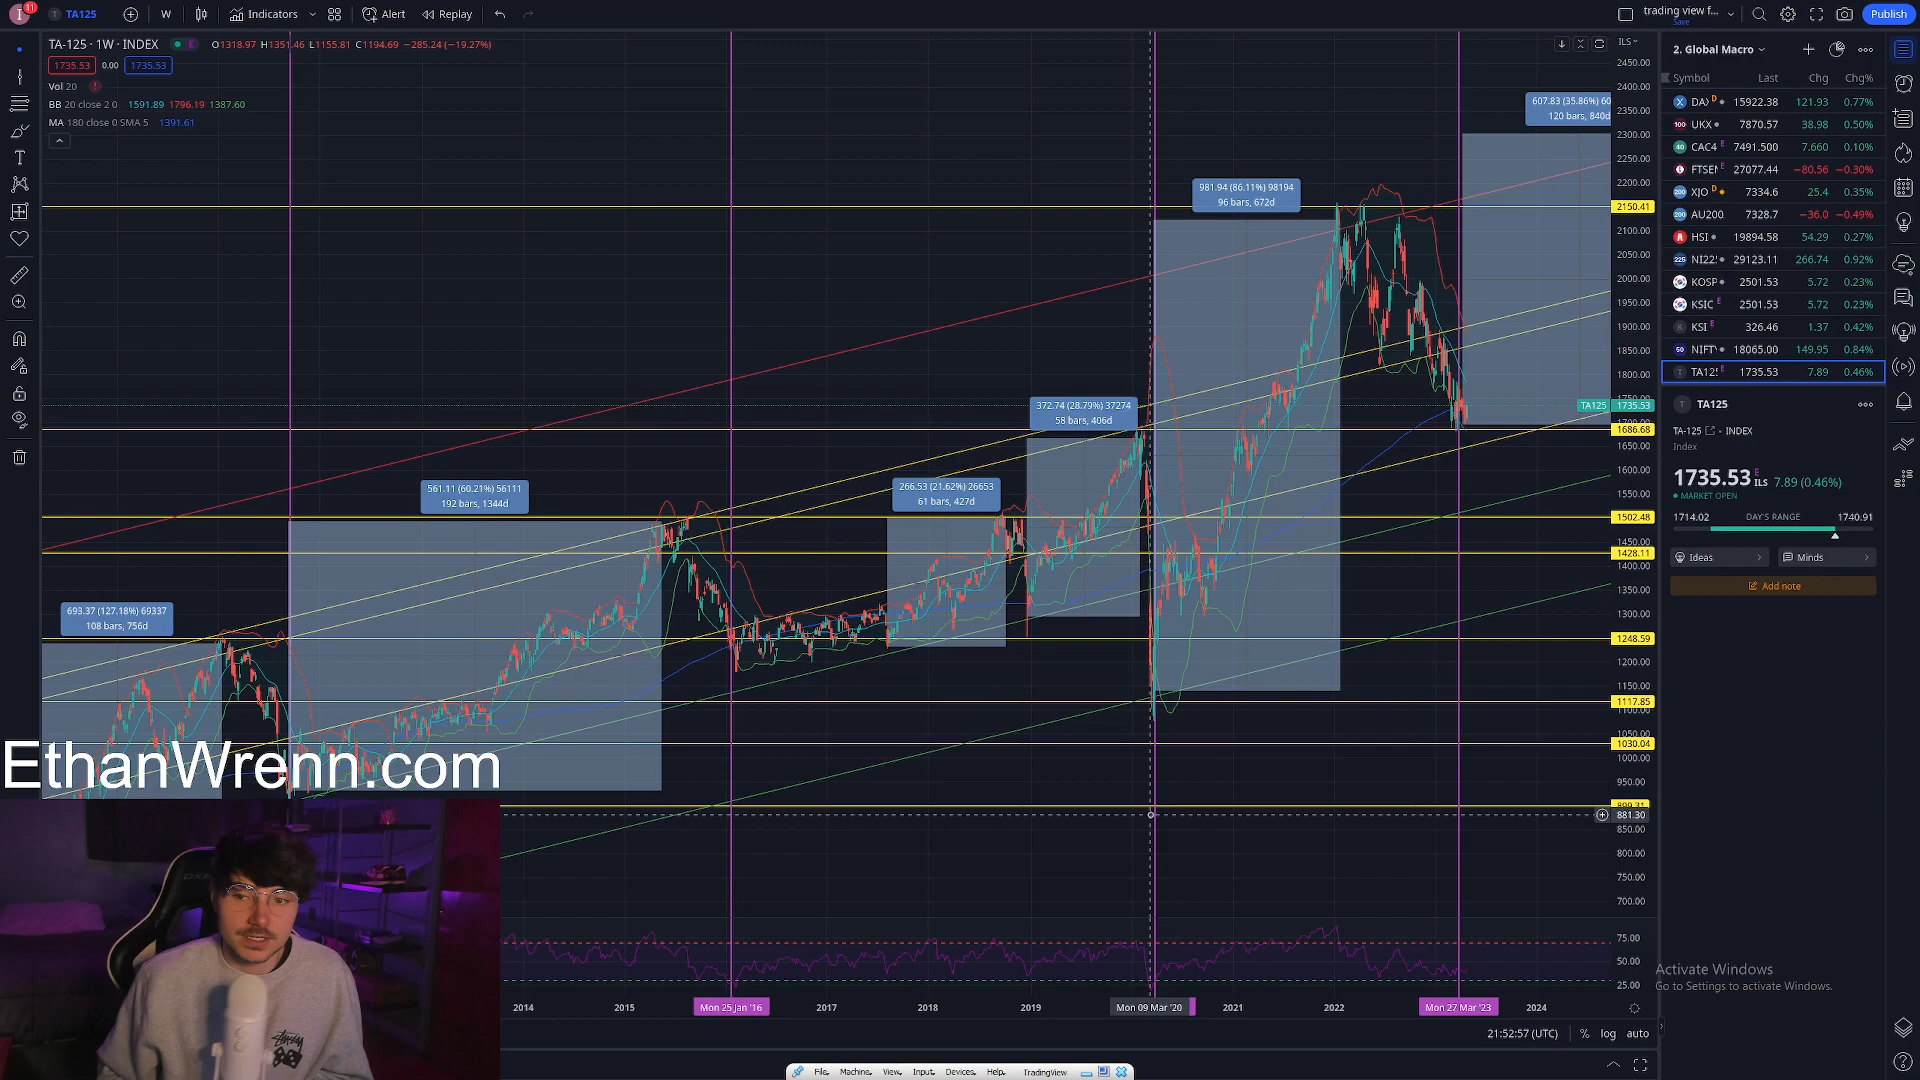 11
TA125
W
Indicators
Alert
Replay
trading view f...
Save
Publish
TA-125 · 1W · INDEX
O1318.97 H1351.46 L1155.81 C1194.69 −285.24 (−19.27%)
1735.53 0.00 1735.53
Vol 20
BB 20 close 2 0 1591.89 1796.19 1387.60
MA 180 close 0 SMA 5 1391.61
693.37 (127.18%) 69337
108 bars, 756d
561.11 (60.21%) 56111
192 bars, 1344d
266.53 (21.62%) 26653
61 bars, 427d
372.74 (28.79%) 37274
58 bars, 406d
981.94 (86.11%) 98194
96 bars, 672d
607.83 (35.86%) 60
120 bars, 840d
ILS
2450.00
2400.00
2350.00
2300.00
2250.00
2200.00
2150.41
2100.00
2050.00
2000.00
1950.00
1900.00
1850.00
1800.00
TA125 1735.53
1686.68
1650.00
1600.00
1550.00
1502.48
1450.00
1428.11
1400.00
1350.00
1300.00
1248.59
1200.00
1150.00
1117.85
1100.00
1030.04
1000.00
950.00
899.31
881.30
850.00
800.00
750.00
700.00
75.00
50.00
25.00
2014
2015
Mon 25 Jan '16
2017
2018
2019
Mon 09 Mar '20
2021
2022
Mon 27 Mar '23
2024
21:52:57 (UTC)
%
log
auto
2. Global Macro
Symbol Last Chg Chg%
DAX D 15922.38 121.93 0.77%
UKX 7870.57 38.98 0.50%
CAC4 E 7491.500 7.660 0.10%
FTSEM E 27077.44 −80.56 −0.30%
XJO D 7334.6 25.4 0.35%
AU200 7328.7 −36.0 −0.49%
HSI 19894.58 54.29 0.27%
NI225 29123.11 266.74 0.92%
KOSP 2501.53 5.72 0.23%
KSIC E 2501.53 5.72 0.23%
KSI E 326.46 1.37 0.42%
NIFTY 18065.00 149.95 0.84%
TA125 E 1735.53 7.89 0.46%
TA125
TA-125 · INDEX
Index
1735.53 E ILS 7.89 (0.46%)
MARKET OPEN
1714.02 DAY'S RANGE 1740.91
Ideas
Minds
Add note
Activate Windows
Go to Settings to activate Windows.
EthanWrenn.com
STÜSSY
File Machine View Input Devices Help TradingView